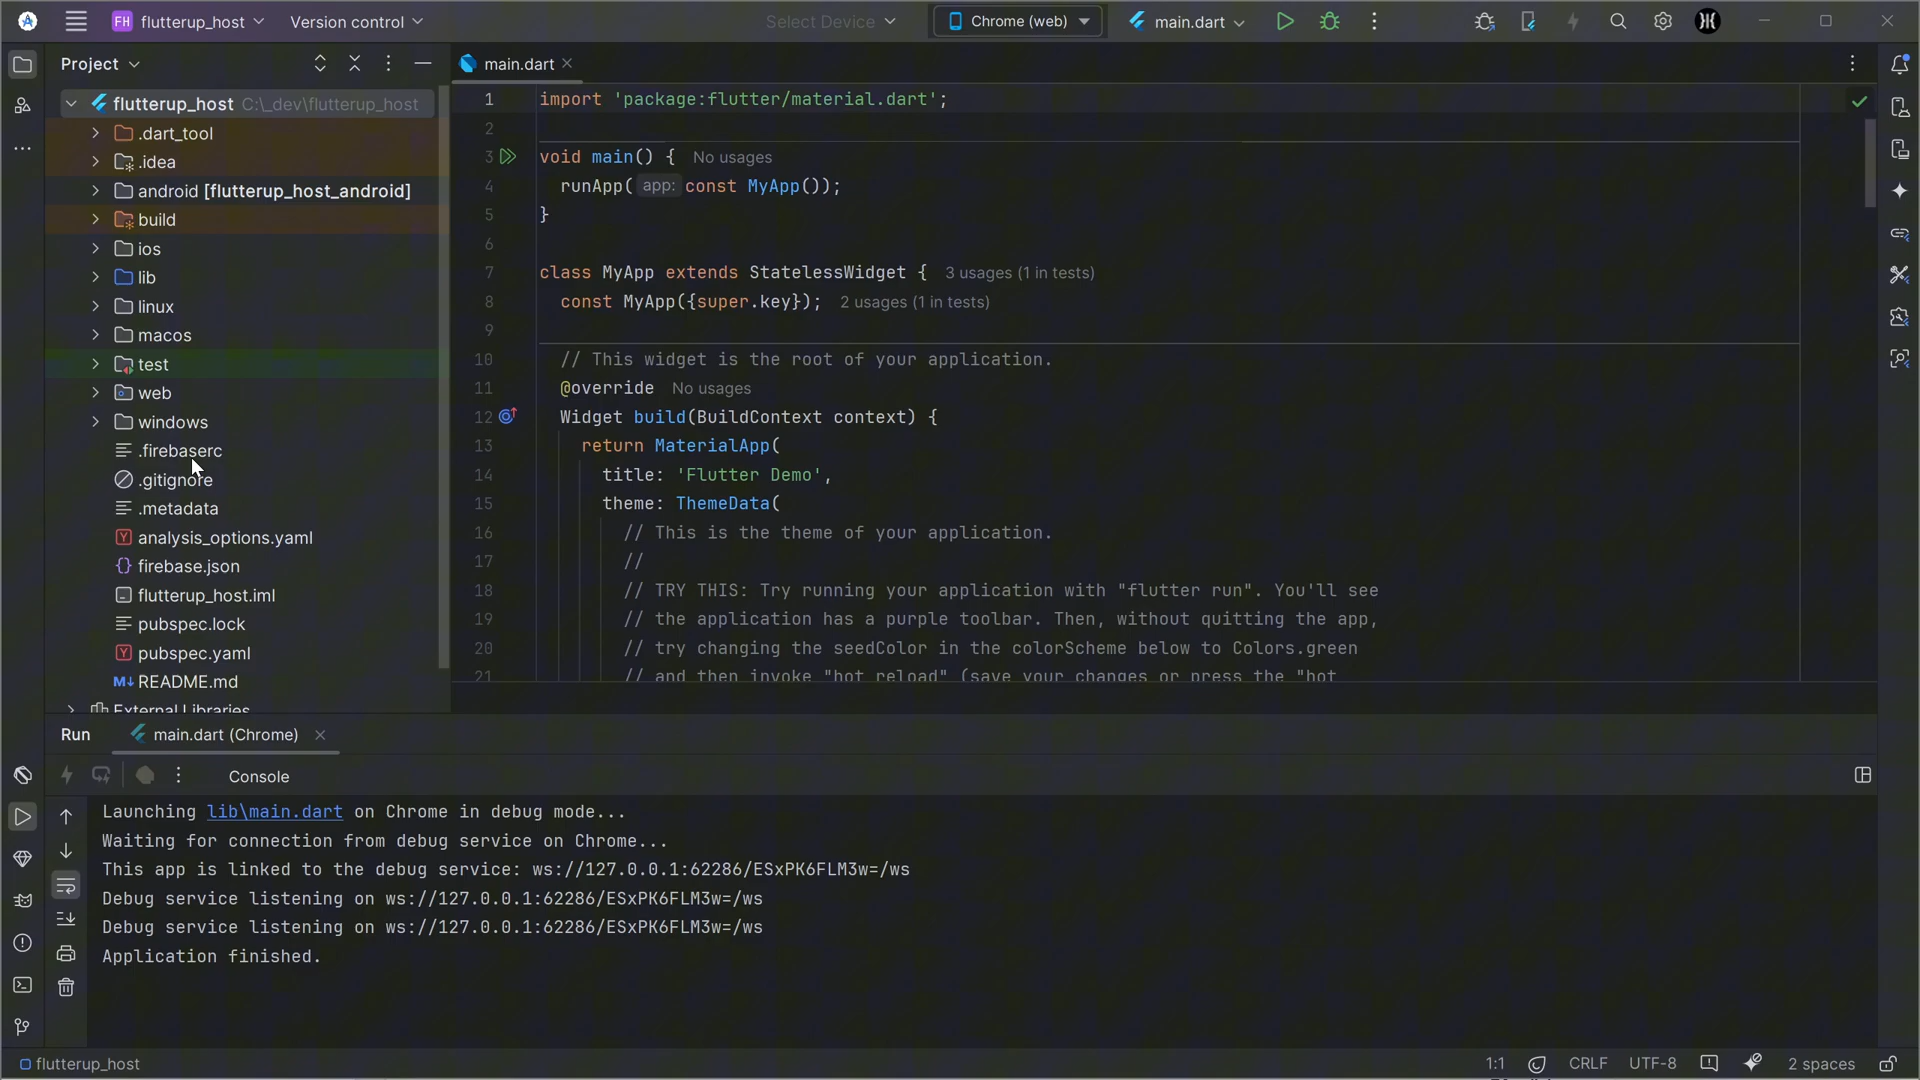 FH flutterup_host
Version control
Select Device
Chrome (web)
main.dart
Project
main.dart
flutterup_host C:\_dev\flutterup_host
.dart_tool
.idea
android [flutterup_host_android]
build
ios
lib
linux
macos
test
web
windows
.firebaserc
.gitignore
.metadata
analysis_options.yaml
firebase.json
flutterup_host.iml
pubspec.lock
pubspec.yaml
README.md
External Libraries
1 import 'package:flutter/material.dart';
2
3 void main() { No usages
4 runApp( app: const MyApp());
5 }
6
7 class MyApp extends StatelessWidget { 3 usages (1 in tests)
8 const MyApp({super.key}); 2 usages (1 in tests)
9
10 // This widget is the root of your application.
11 @override No usages
12 Widget build(BuildContext context) {
13 return MaterialApp(
14 title: 'Flutter Demo',
15 theme: ThemeData(
16 // This is the theme of your application.
17 //
18 // TRY THIS: Try running your application with "flutter run". You'll see
19 // the application has a purple toolbar. Then, without quitting the app,
20 // try changing the seedColor in the colorScheme below to Colors.green
21 // and then invoke "hot reload" (save your changes or press the "hot
Run
main.dart (Chrome)
Console
Launching lib\main.dart on Chrome in debug mode...
Waiting for connection from debug service on Chrome...
This app is linked to the debug service: ws://127.0.0.1:62286/ESxPK6FLM3w=/ws
Debug service listening on ws://127.0.0.1:62286/ESxPK6FLM3w=/ws
Debug service listening on ws://127.0.0.1:62286/ESxPK6FLM3w=/ws
Application finished.
flutterup_host
1:1
CRLF
UTF-8
2 spaces